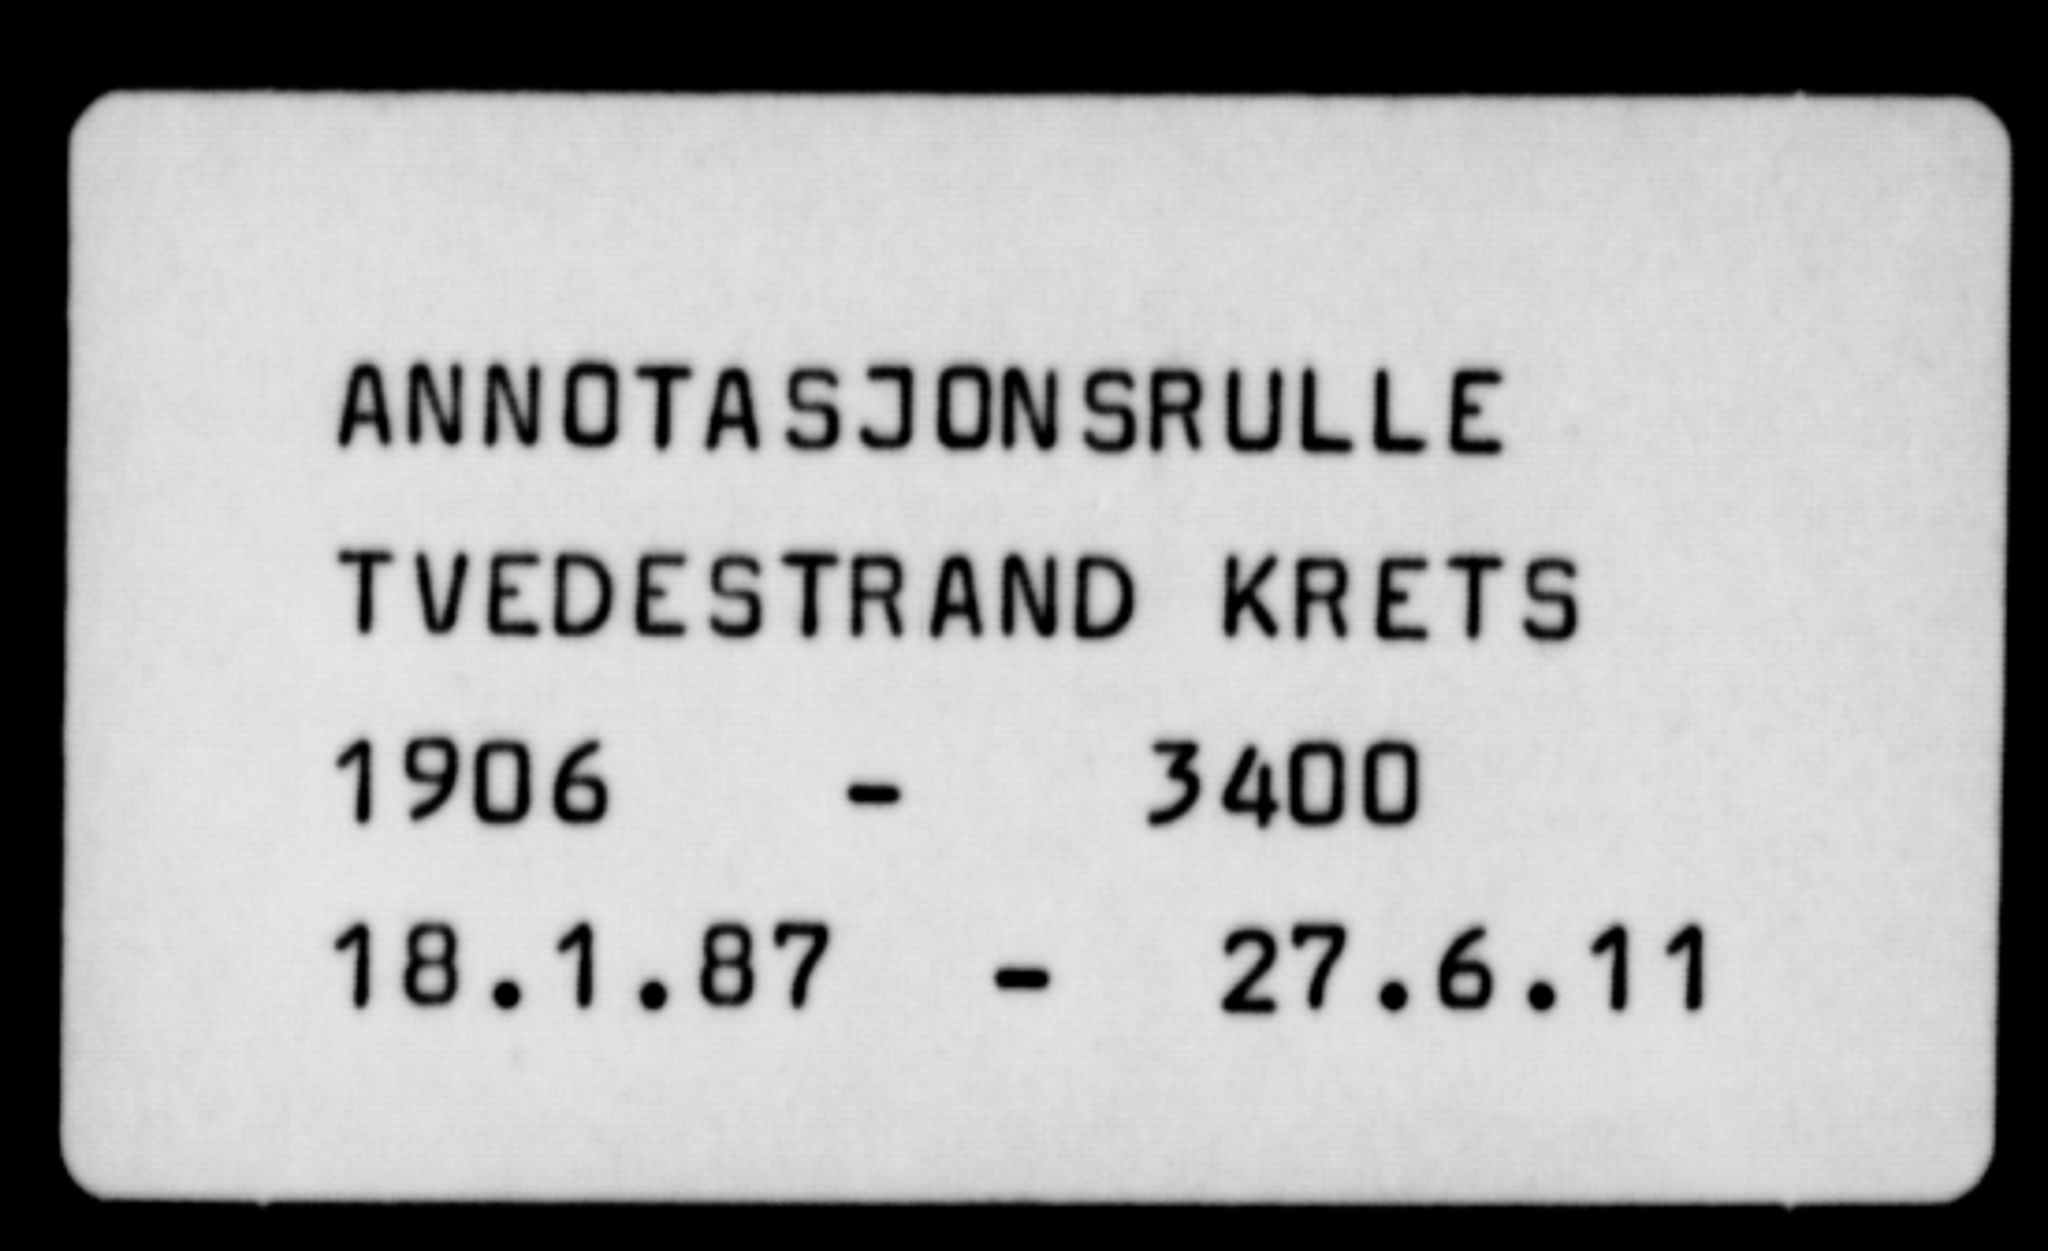 ANNOTASJONSRULLE
TVEDESTRAND KRETS
1906 - 3400
18.1.87 - 27.6.11